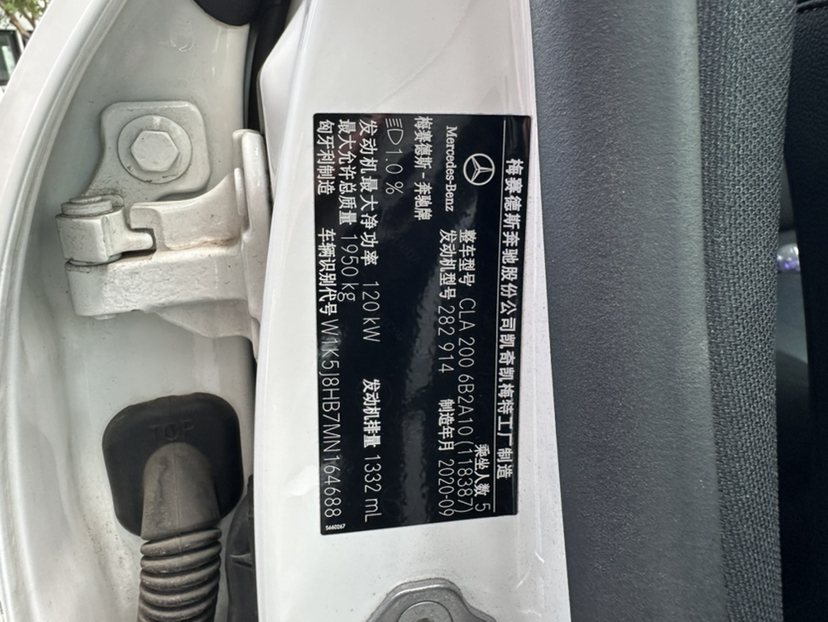 梅赛德斯奔驰股份公司凯奇凯梅特工厂制造
Mercedes-Benz
整车型号 CLA 200 6B2A10 (118387)
乘坐人数 5
发动机型号 282 914
制造年月 2020-09
梅赛德斯-奔驰牌
1.0 %
发动机最大净功率 120 kW
发动机排量 1332 mL
最大允许总质量 1950 kg
匈牙利制造
车辆识别代号 W1K5J8HB7MN164688
5660267
TOP